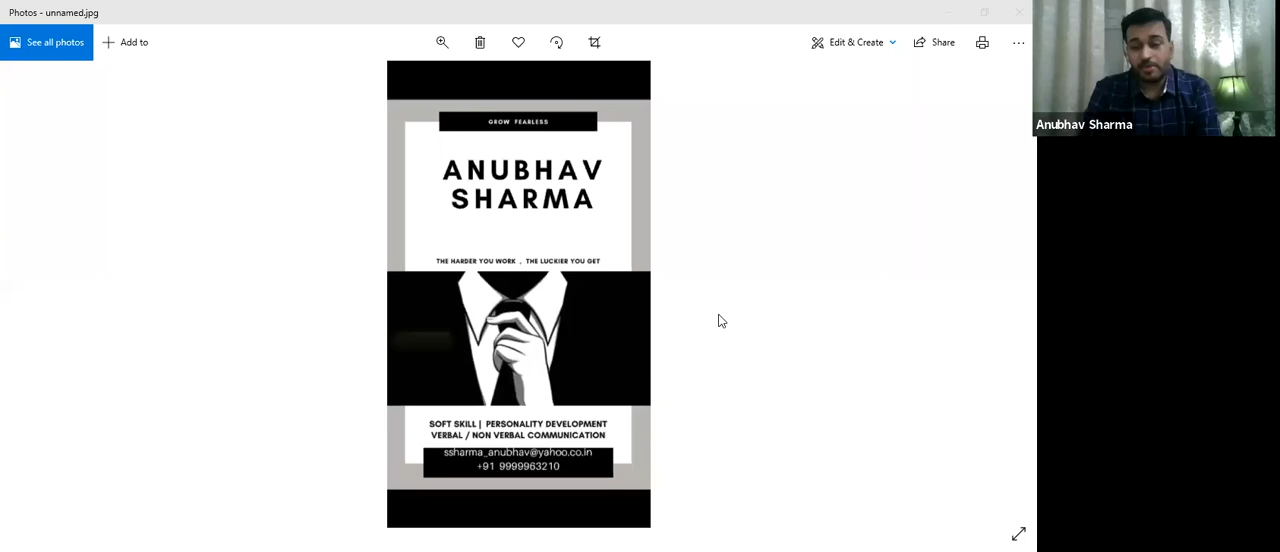 Photos - unnamed.jpg
See all photos
Add to
Edit & Create
Share
Anubhav Sharma
GROW FEARLESS
ANUBHAV
SHARMA
THE HARDER YOU WORK , THE LUCKIER YOU GET
SOFT SKILL | PERSONALITY DEVELOPMENT
VERBAL / NON VERBAL COMMUNICATION
ssharma_anubhav@yahoo.co.in
+91 9999963210